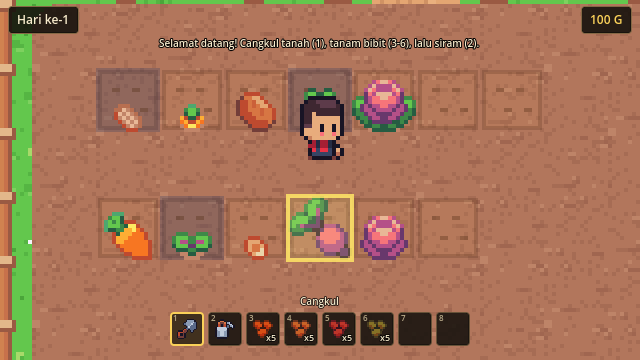 Hari ke-1
100 G
Selamat datang! Cangkul tanah (1), tanam bibit (3-6), lalu siram (2).
Cangkul
1 2 3 4 5 6 7 8
x5 x5 x5 x5